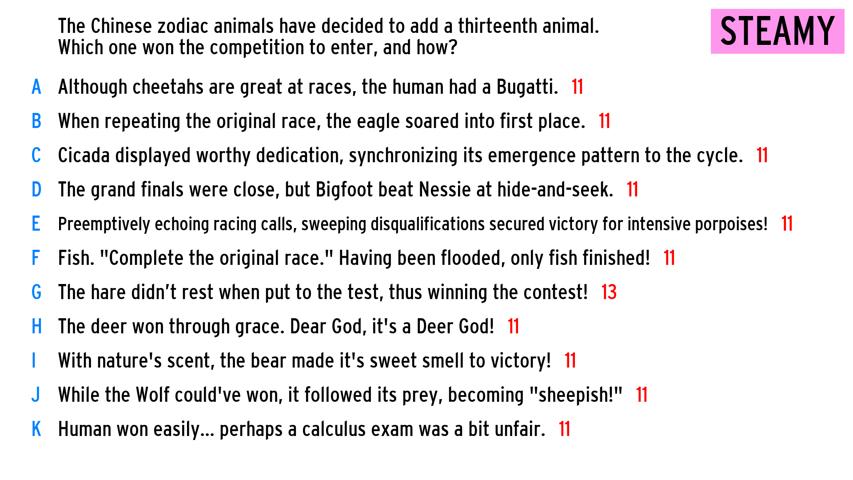 The Chinese zodiac animals have decided to add a thirteenth animal.
Which one won the competition to enter, and how?
STEAMY
A Although cheetahs are great at races, the human had a Bugatti. 11
B When repeating the original race, the eagle soared into first place. 11
C Cicada displayed worthy dedication, synchronizing its emergence pattern to the cycle. 11
D The grand finals were close, but Bigfoot beat Nessie at hide-and-seek. 11
E Preemptively echoing racing calls, sweeping disqualifications secured victory for intensive porpoises! 11
F Fish. "Complete the original race." Having been flooded, only fish finished! 11
G The hare didn't rest when put to the test, thus winning the contest! 13
H The deer won through grace. Dear God, it's a Deer God! 11
I With nature's scent, the bear made it's sweet smell to victory! 11
J While the Wolf could've won, it followed its prey, becoming "sheepish!" 11
K Human won easily... perhaps a calculus exam was a bit unfair. 11